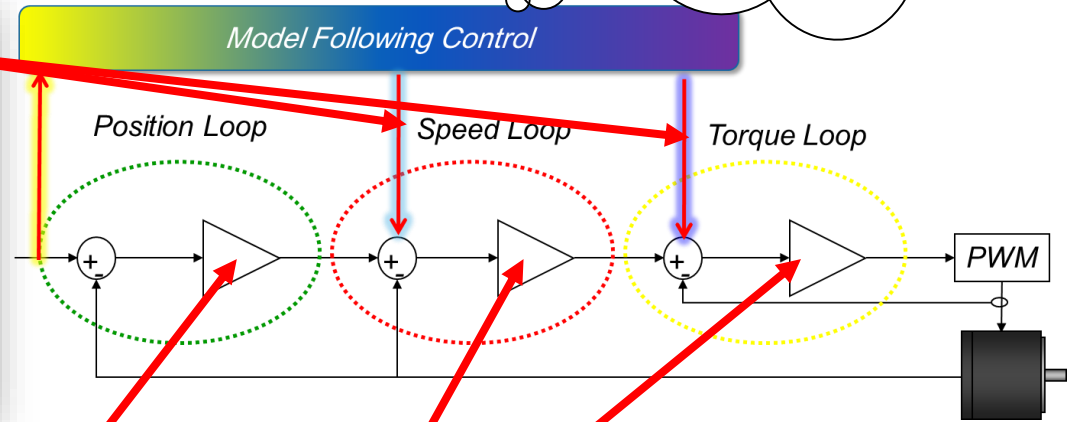 Model Following Control
Position Loop
Speed Loop
Torque Loop
+
-
+
-
+
-
PWM